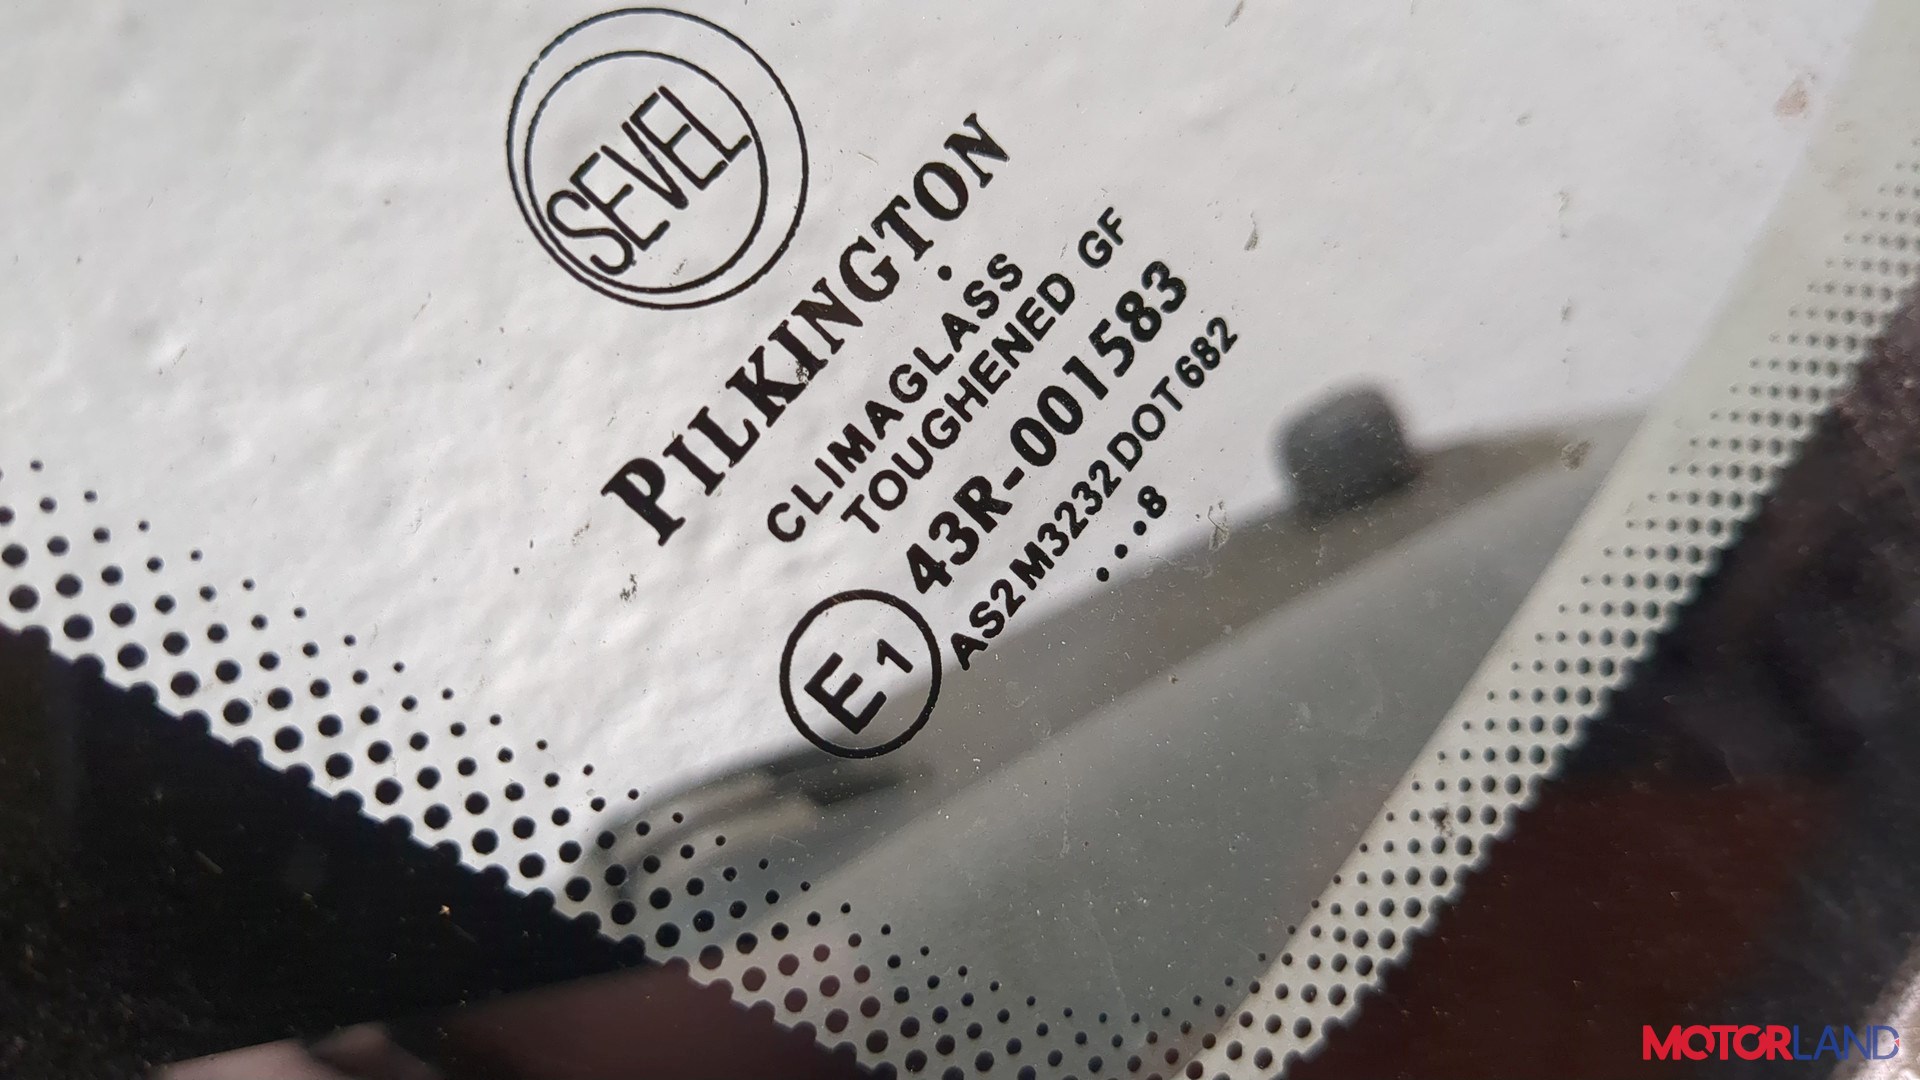 SEVEL
PILKINGTON
CLIMAGLASS
TOUGHENED GF
E1 43R-001583
AS2 M3232 DOT 682
...8
MOTORLAND